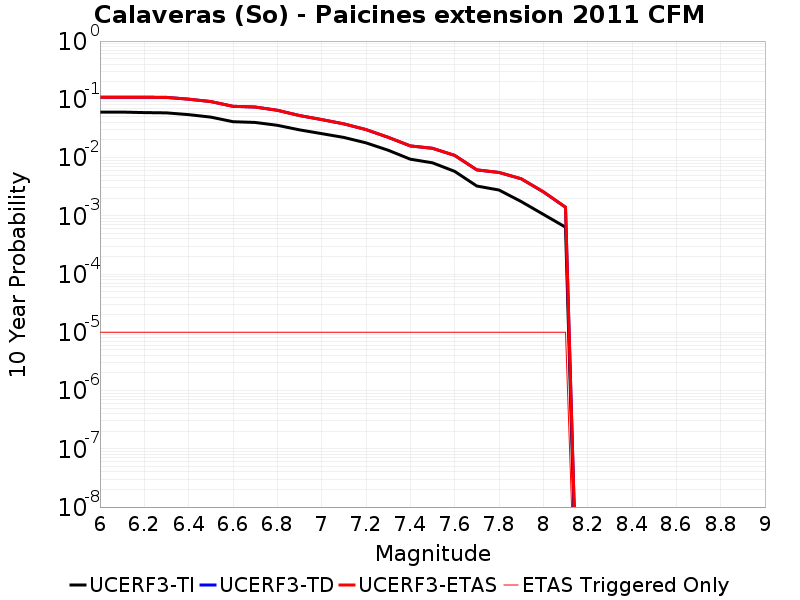 Calaveras (So) - Paicines extension 2011 CFM
10^0
10^-1
10^-2
10^-3
10^-4
10^-5
10^-6
10^-7
10^-8
10 Year Probability
6 6.2 6.4 6.6 6.8 7 7.2 7.4 7.6 7.8 8 8.2 8.4 8.6 8.8 9
Magnitude
UCERF3-TI UCERF3-TD UCERF3-ETAS ETAS Triggered Only